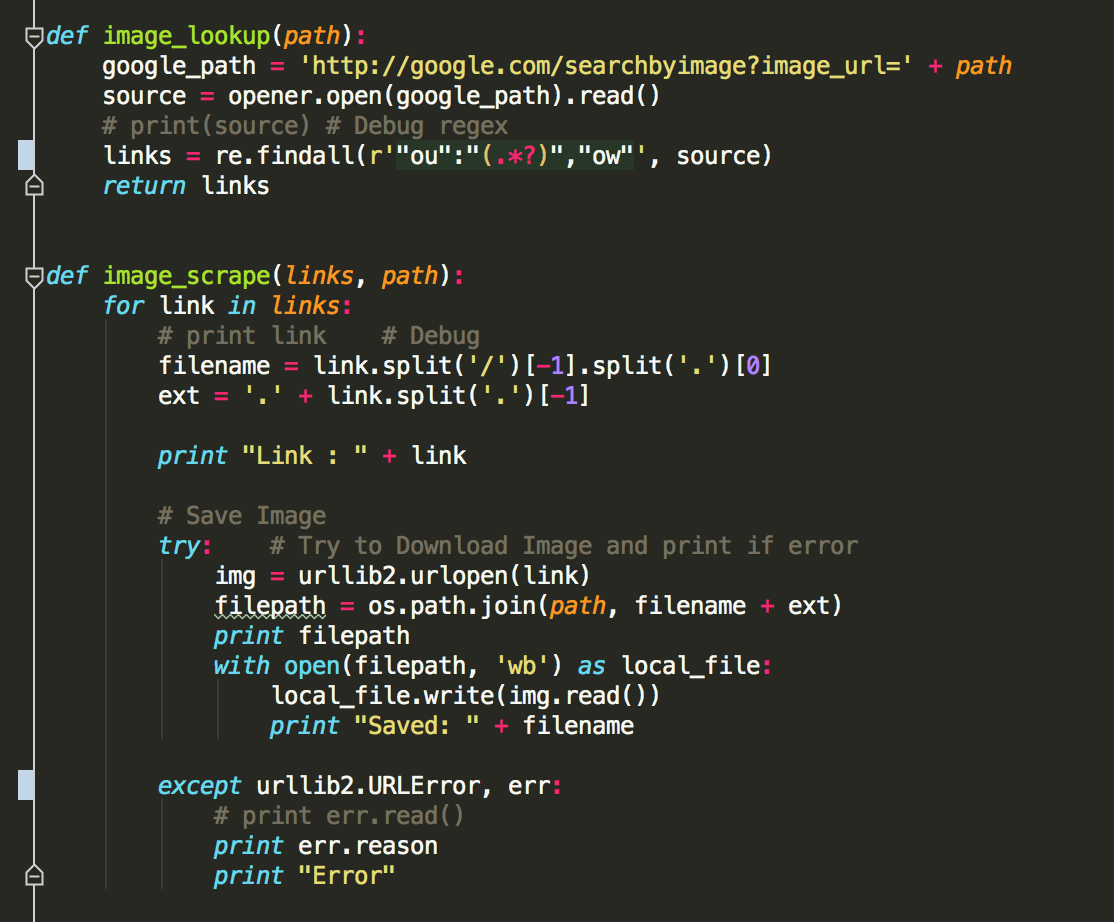 def image_lookup(path):
    google_path = 'http://google.com/searchbyimage?image_url=' + path
    source = opener.open(google_path).read()
    # print(source) # Debug regex
    links = re.findall(r'"ou":"(.*?)","ow"', source)
    return links
def image_scrape(links, path):
    for link in links:
        # print link    # Debug
        filename = link.split('/')[-1].split('.')[0]
        ext = '.' + link.split('.')[-1]
        print "Link : " + link
        # Save Image
        try:    # Try to Download Image and print if error
            img = urllib2.urlopen(link)
            filepath = os.path.join(path, filename + ext)
            print filepath
            with open(filepath, 'wb') as local_file:
                local_file.write(img.read())
                print "Saved: " + filename
        except urllib2.URLError, err:
            # print err.read()
            print err.reason
            print "Error"